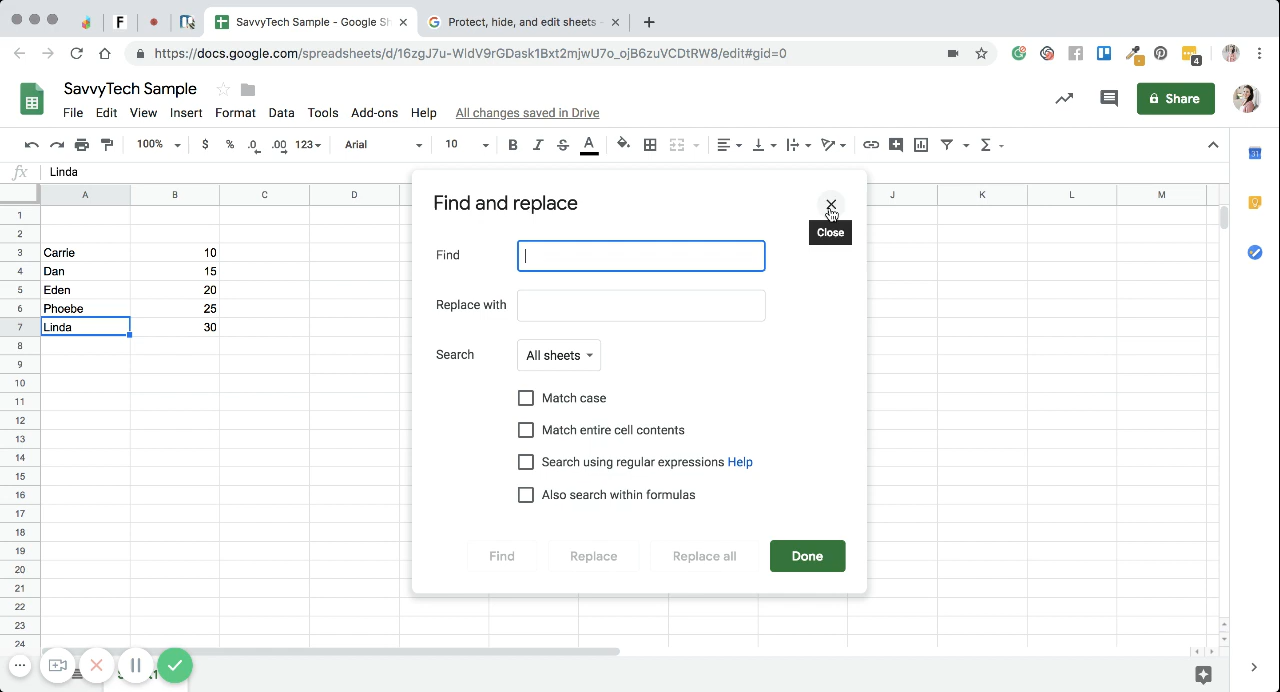 F
SavvyTech Sample - Google Sh
Protect, hide, and edit sheets -
https://docs.google.com/spreadsheets/d/16zgJ7u-WIdV9rGDask1Bxt2mjwU7o_ojB6zuVCDtRW8/edit#gid=0
4
SavvyTech Sample
File Edit View Insert Format Data Tools Add-ons Help All changes saved in Drive
Share
100% $ % .0 .00 123 Arial 10 B I S A Σ
31
fx Linda
A B C D J K L M
1
2
3 Carrie 10
4 Dan 15
5 Eden 20
6 Phoebe 25
7 Linda 30
8
9
10
11
12
13
14
15
16
17
18
19
20
21
22
23
24
Find and replace
Close
Find
Replace with
Search All sheets
Match case
Match entire cell contents
Search using regular expressions Help
Also search within formulas
Find Replace Replace all Done